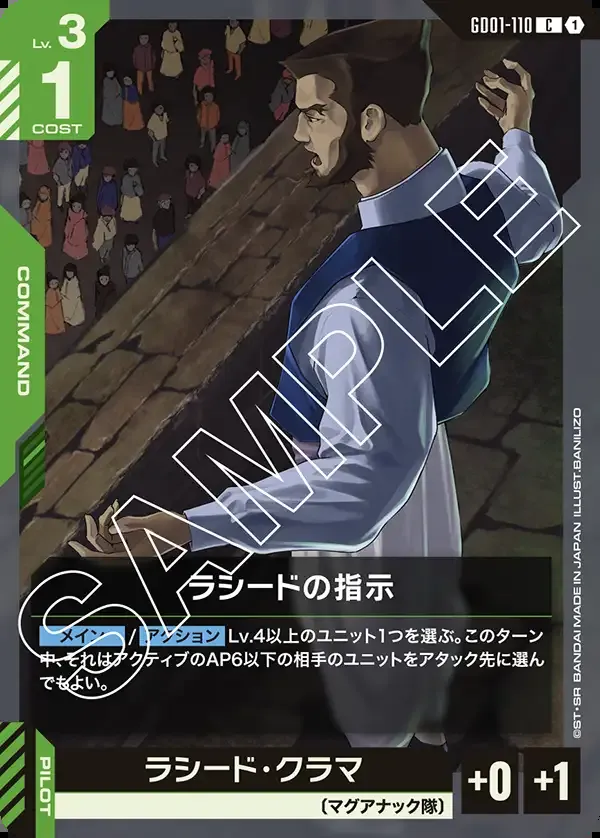 Lv. 3
1
COST
GD01-110 C 1
COMMAND
SAMPLE
ラシードの指示
メイン / アクション Lv.4以上のユニット1つを選ぶ。このターン
中、それはアクティブのAP6以下の相手のユニットをアタック先に選ん
でもよい。
©ST・SR BANDAI MADE IN JAPAN ILLUST.BANILIZO
PILOT
ラシード・クラマ
〔マグアナック隊〕
+0 +1